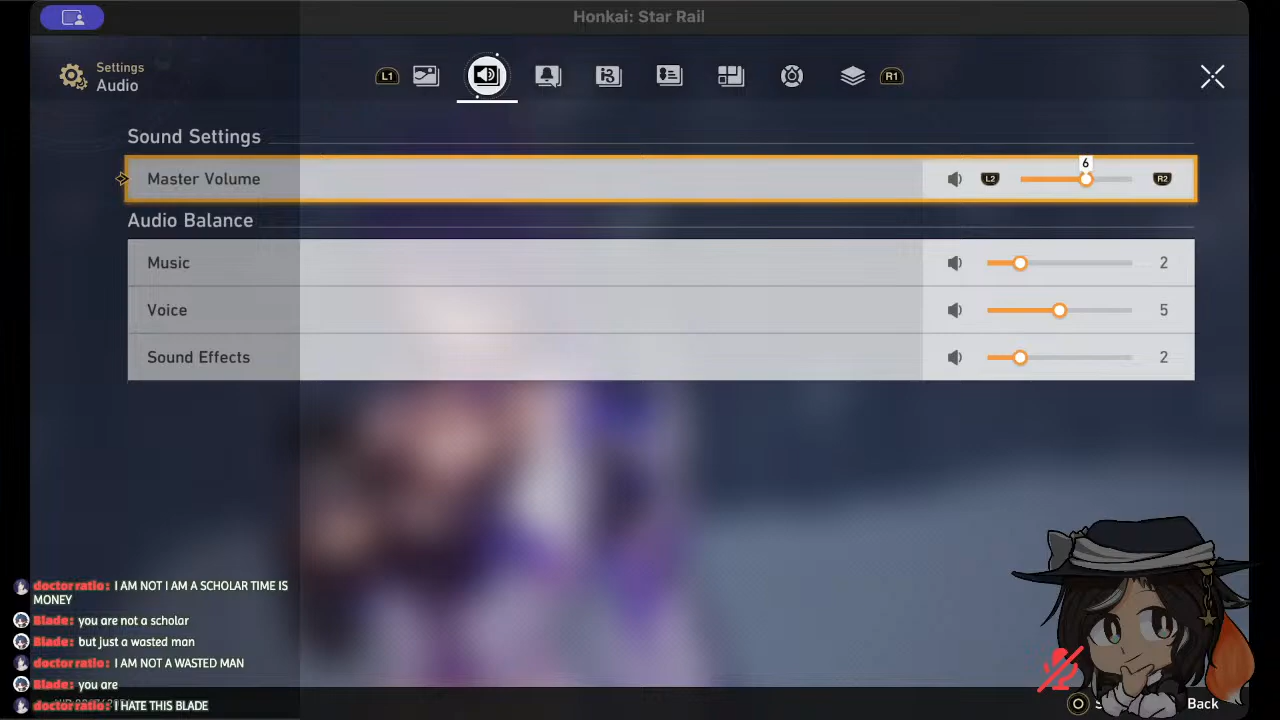 Honkai: Star Rail
Settings
Audio
L1
R1
Sound Settings
Master Volume
L2
6
R2
Audio Balance
Music
2
Voice
5
Sound Effects
2
doctor ratio: I AM NOT I AM A SCHOLAR TIME IS
MONEY
Blade: you are not a scholar
Blade: but just a wasted man
doctor ratio: I AM NOT A WASTED MAN
Blade: you are
doctor ratio: I HATE THIS BLADE
Back